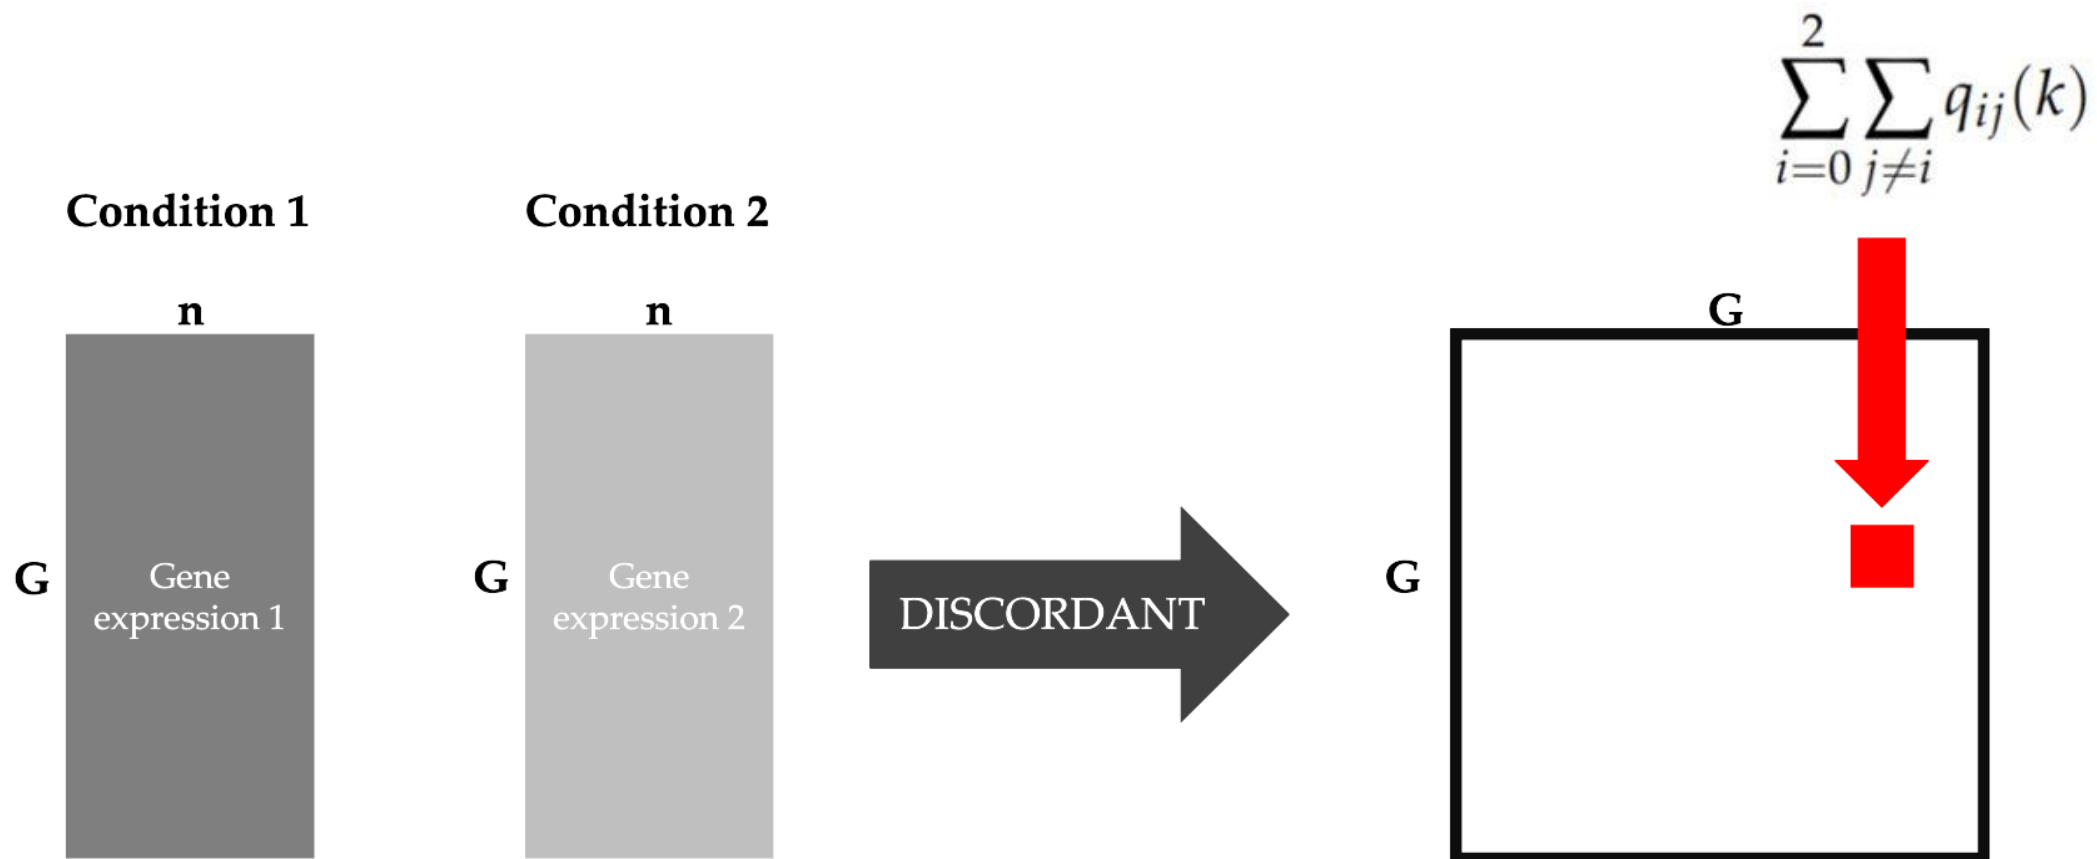 2
∑ ∑ qij(k)
i=0 j≠i
Condition 1
Condition 2
n
n
G
G
Gene
expression 1
G
Gene
expression 2
DISCORDANT
G